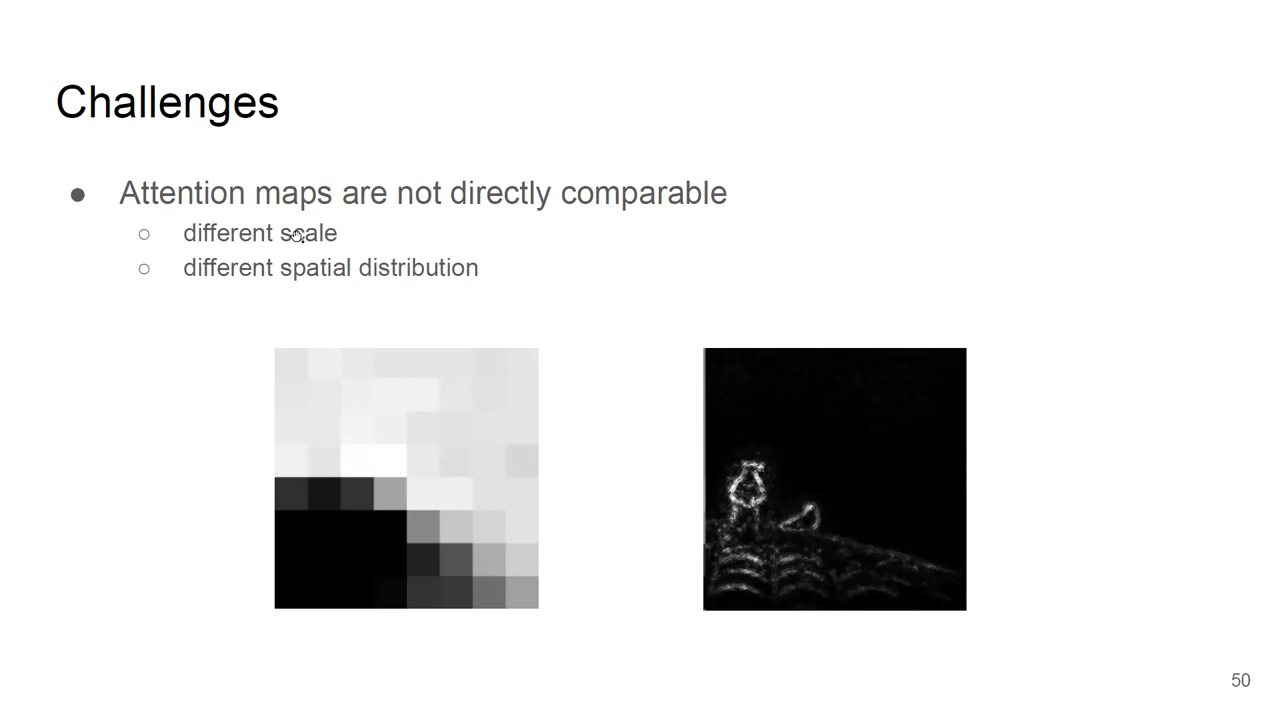 Challenges
● Attention maps are not directly comparable
○ different scale
○ different spatial distribution
50